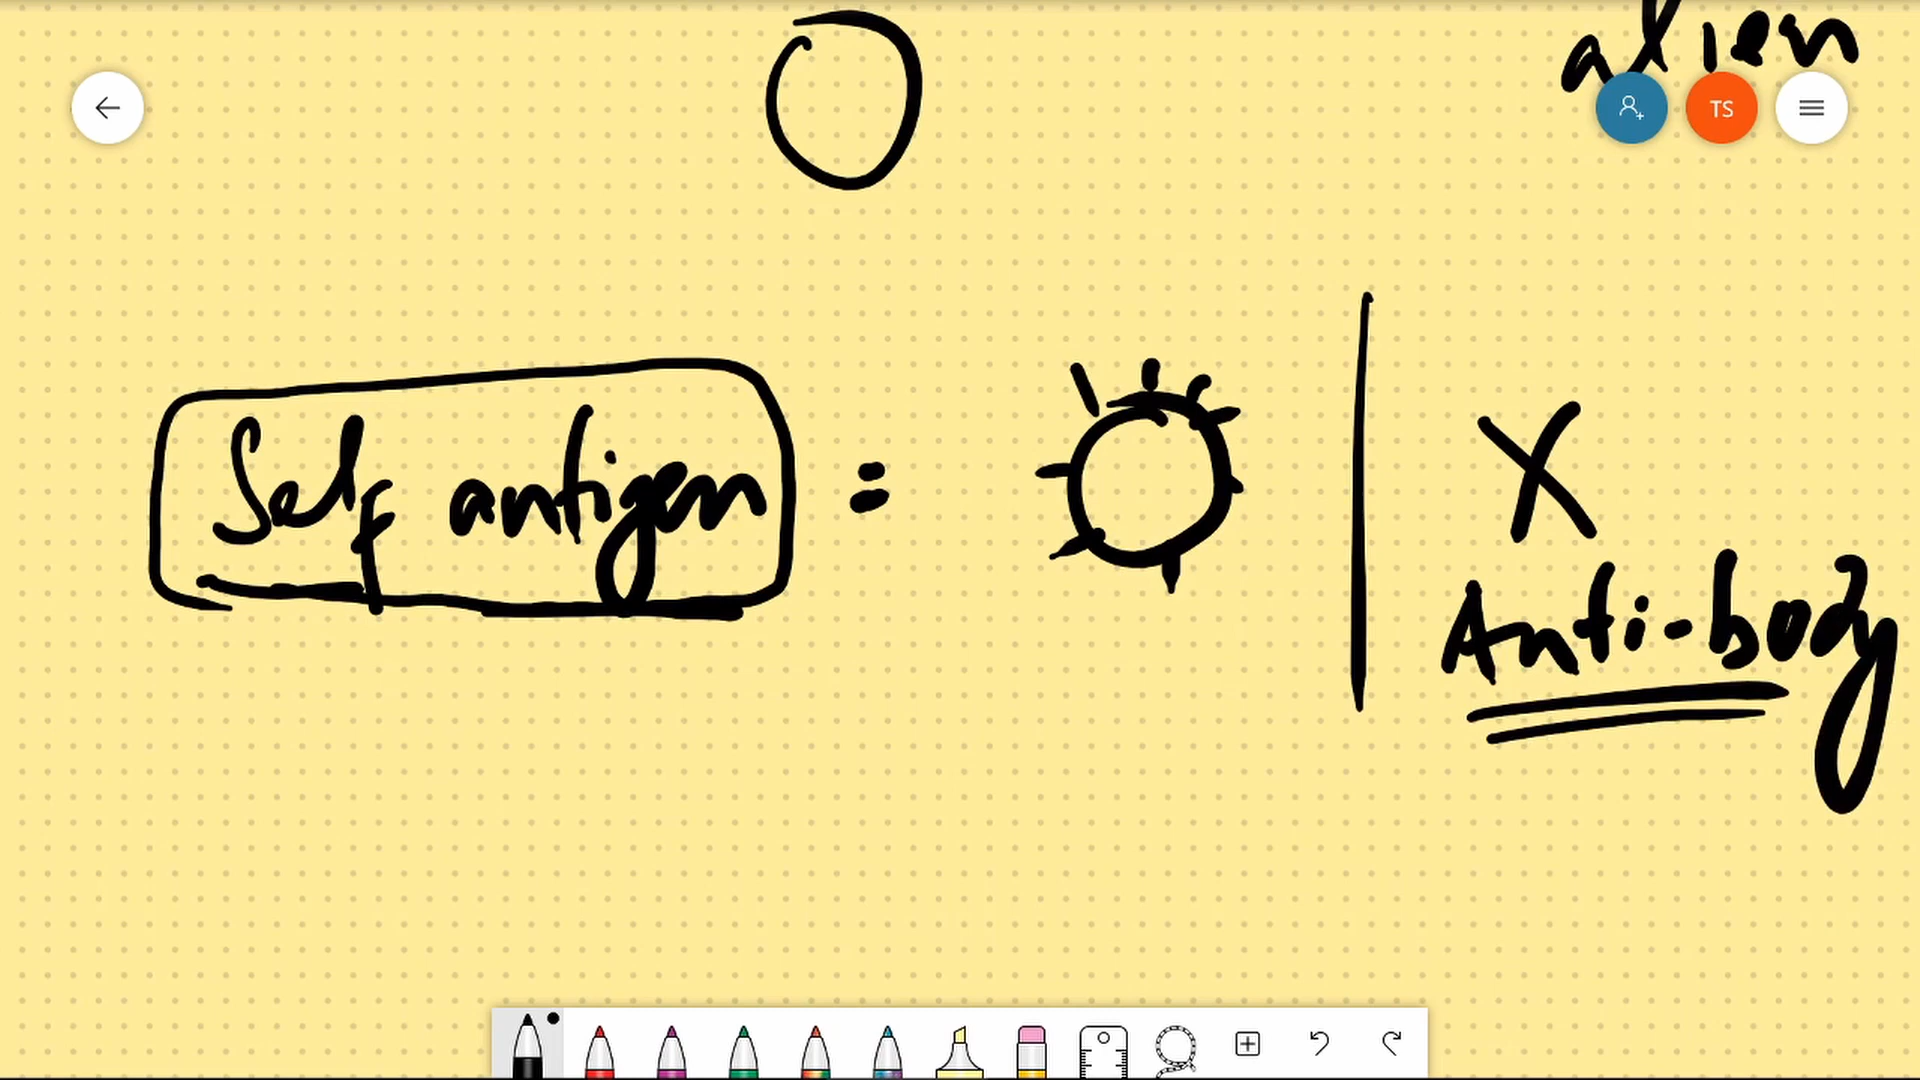 alien
TS
Self antigen =
X
Anti-body